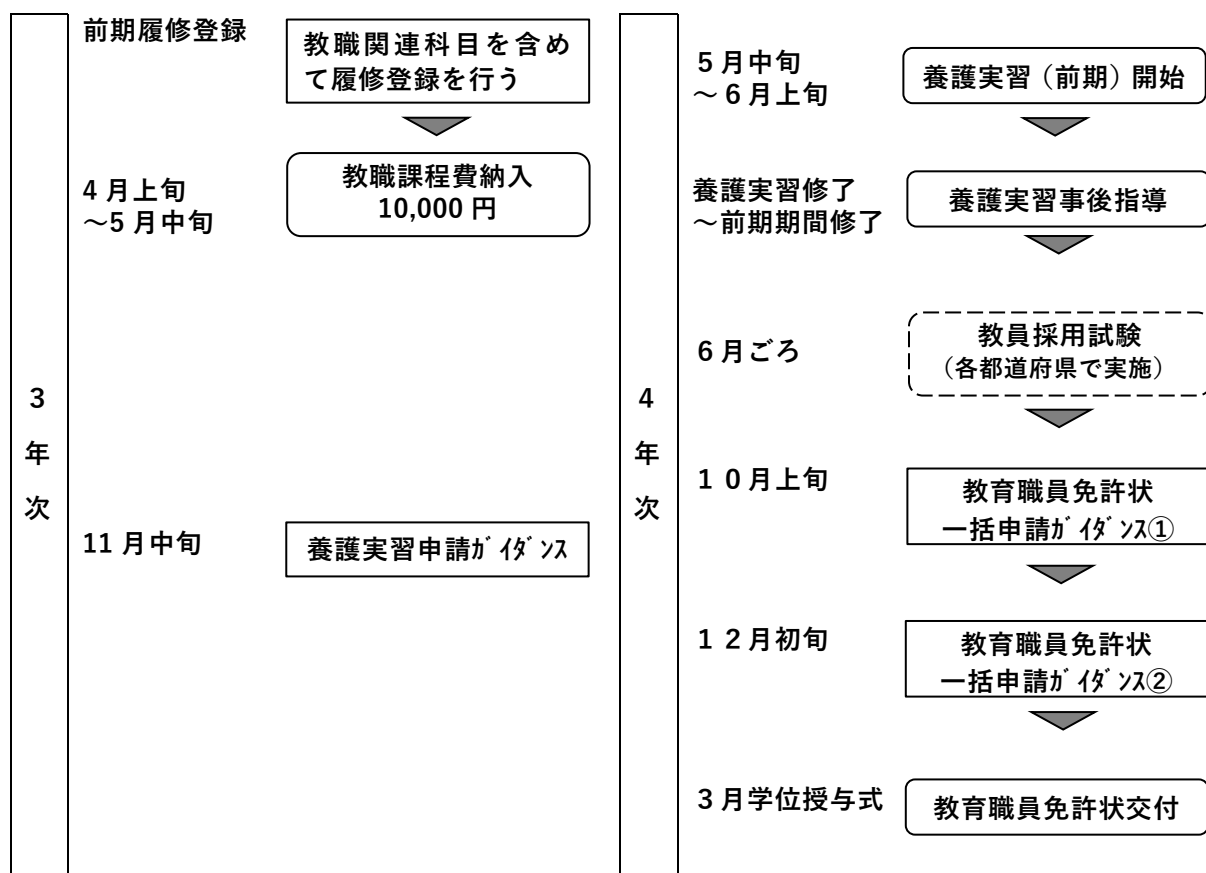 3
年
次
前期履修登録
教職関連科目を含め
て履修登録を行う
4月上旬
～5月中旬
教職課程費納入
10,000円
11月中旬
養護実習申請ｶﾞｲﾀﾞﾝｽ
4
年
次
5月中旬
～6月上旬
養護実習（前期）開始
養護実習修了
～前期期間修了
養護実習事後指導
6月ごろ
教員採用試験
（各都道府県で実施）
１０月上旬
教育職員免許状
一括申請ｶﾞｲﾀﾞﾝｽ①
１２月初旬
教育職員免許状
一括申請ｶﾞｲﾀﾞﾝｽ②
3月学位授与式
教育職員免許状交付